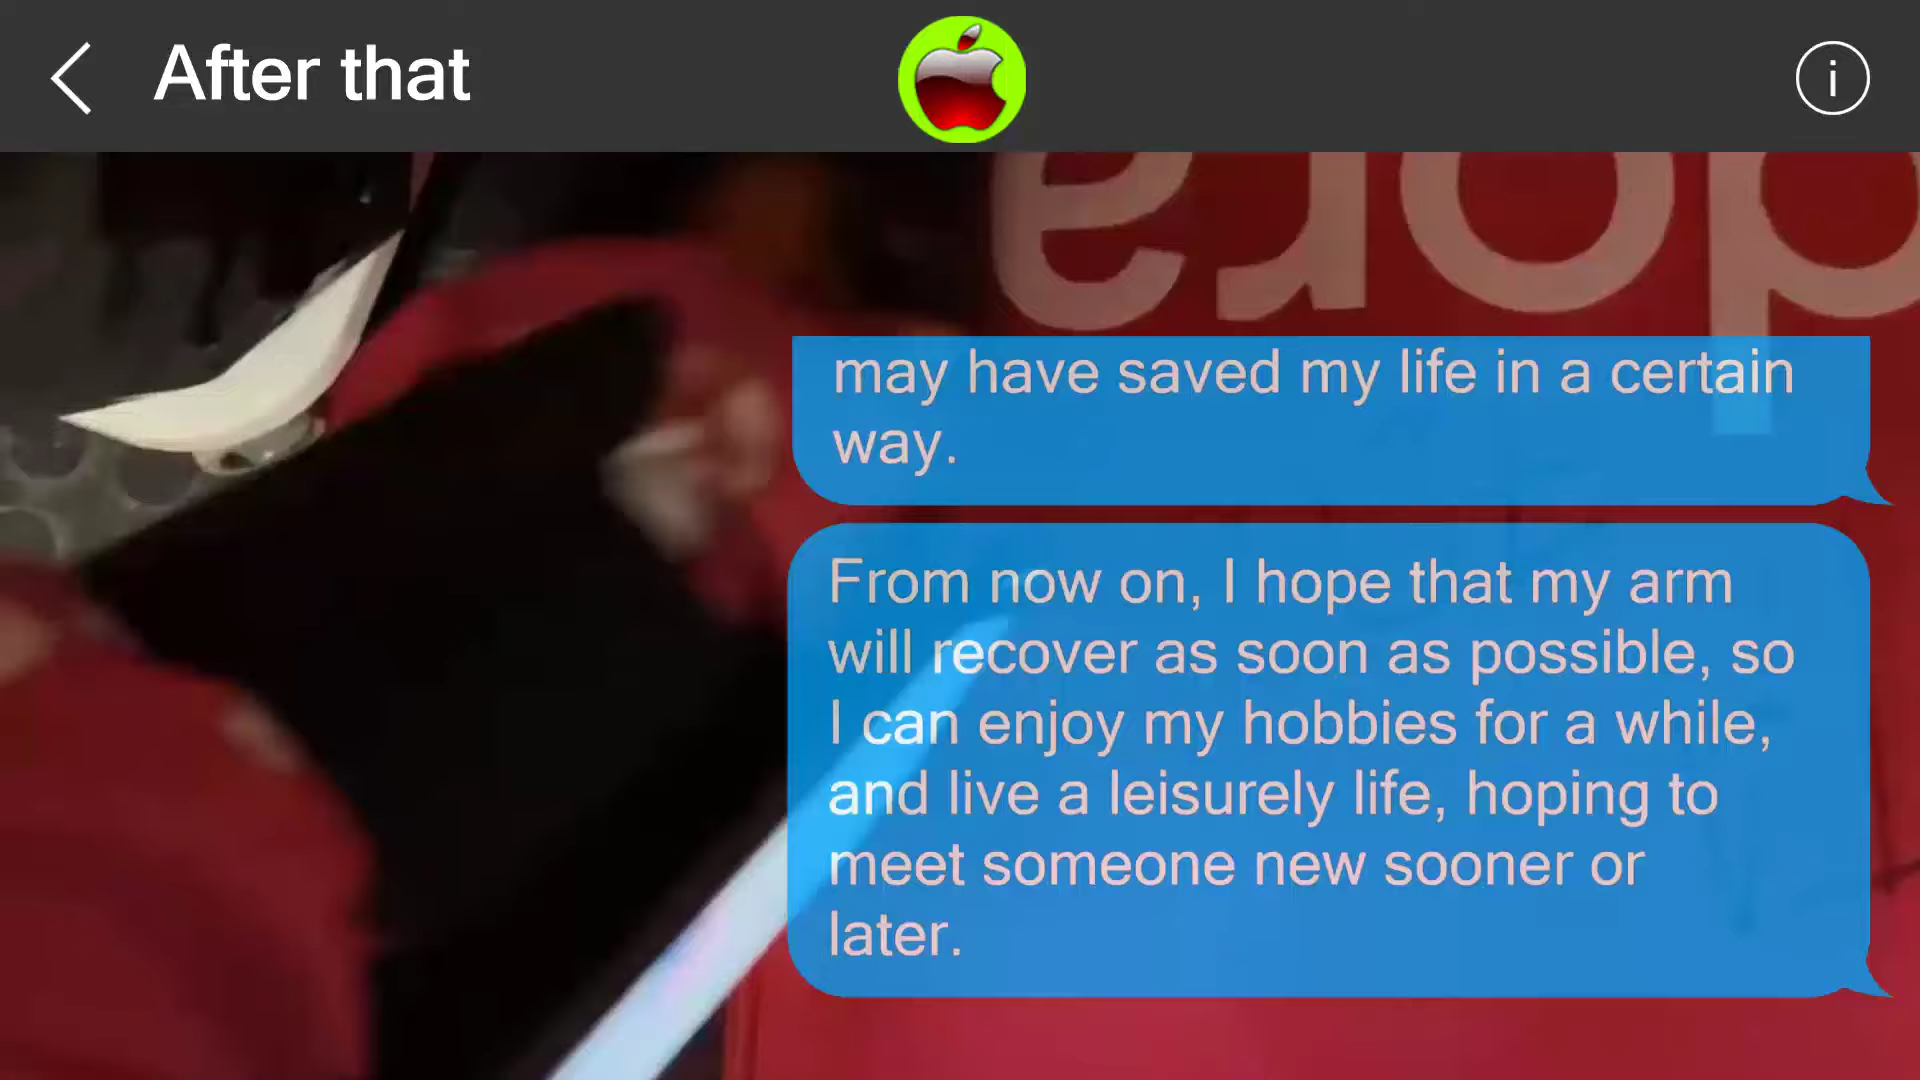 After that
i
may have saved my life in a certain
way.
From now on, I hope that my arm
will recover as soon as possible, so
I can enjoy my hobbies for a while,
and live a leisurely life, hoping to
meet someone new sooner or
later.